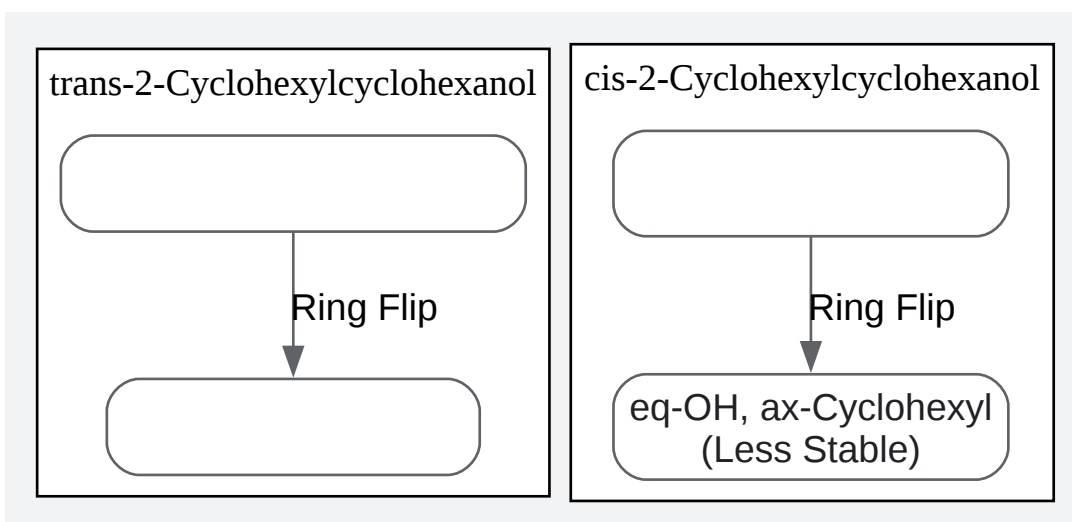 trans-2-Cyclohexylcyclohexanol
Ring Flip
cis-2-Cyclohexylcyclohexanol
Ring Flip
eq-OH, ax-Cyclohexyl
(Less Stable)